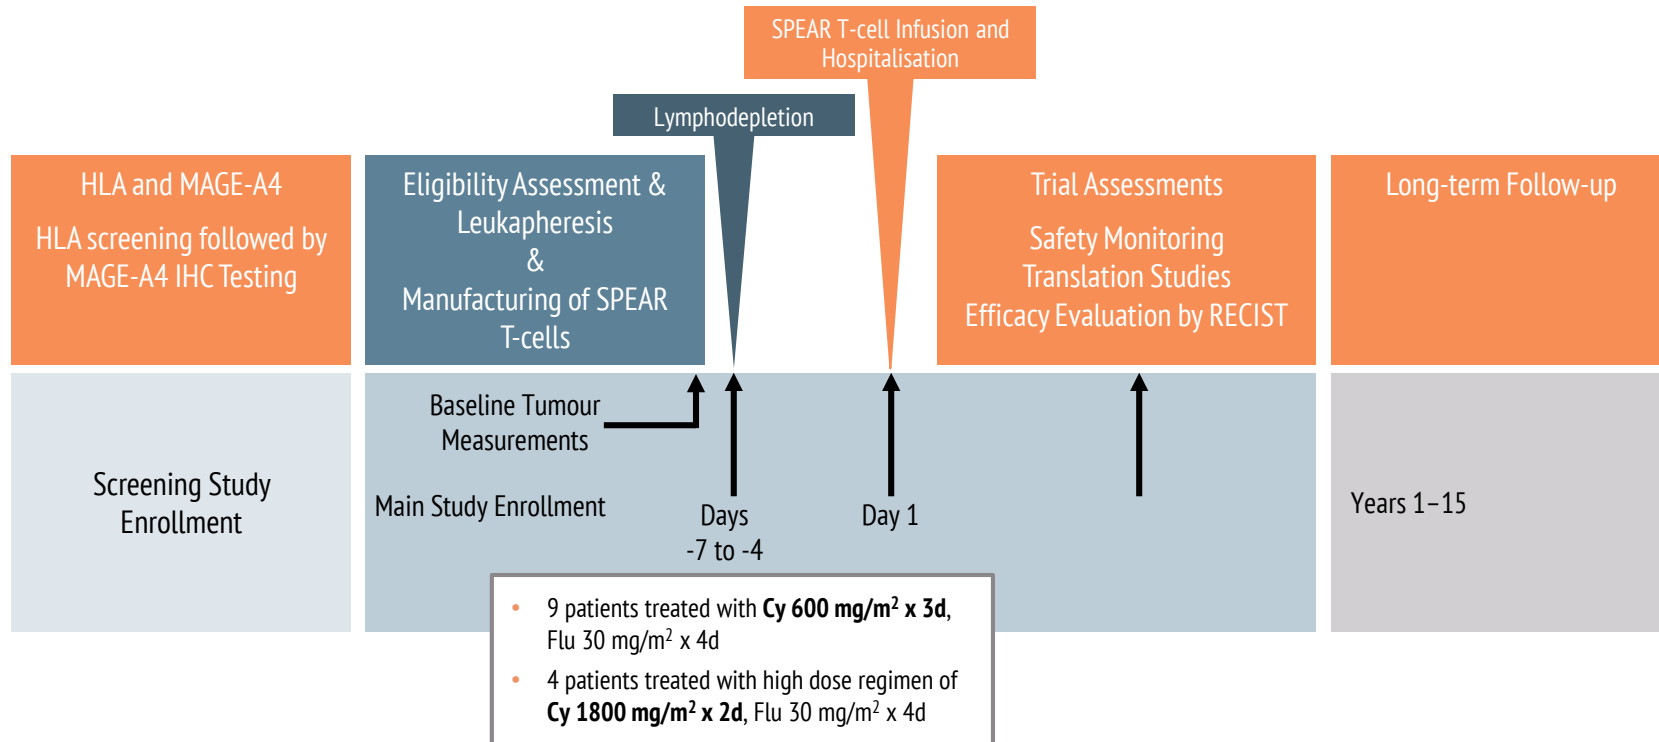 SPEAR T-cell Infusion and
Hospitalisation
Lymphodepletion
HLA and MAGE-A4
HLA screening followed by
MAGE-A4 IHC Testing
Eligibility Assessment &
Leukapheresis
&
Manufacturing of SPEAR
T-cells
Trial Assessments
Safety Monitoring
Translation Studies
Efficacy Evaluation by RECIST
Long-term Follow-up
Screening Study
Enrollment
Baseline Tumour
Measurements
Main Study Enrollment
Days
-7 to -4
Day 1
Years 1–15
• 9 patients treated with Cy 600 mg/m² x 3d,
Flu 30 mg/m² x 4d
• 4 patients treated with high dose regimen of
Cy 1800 mg/m² x 2d, Flu 30 mg/m² x 4d